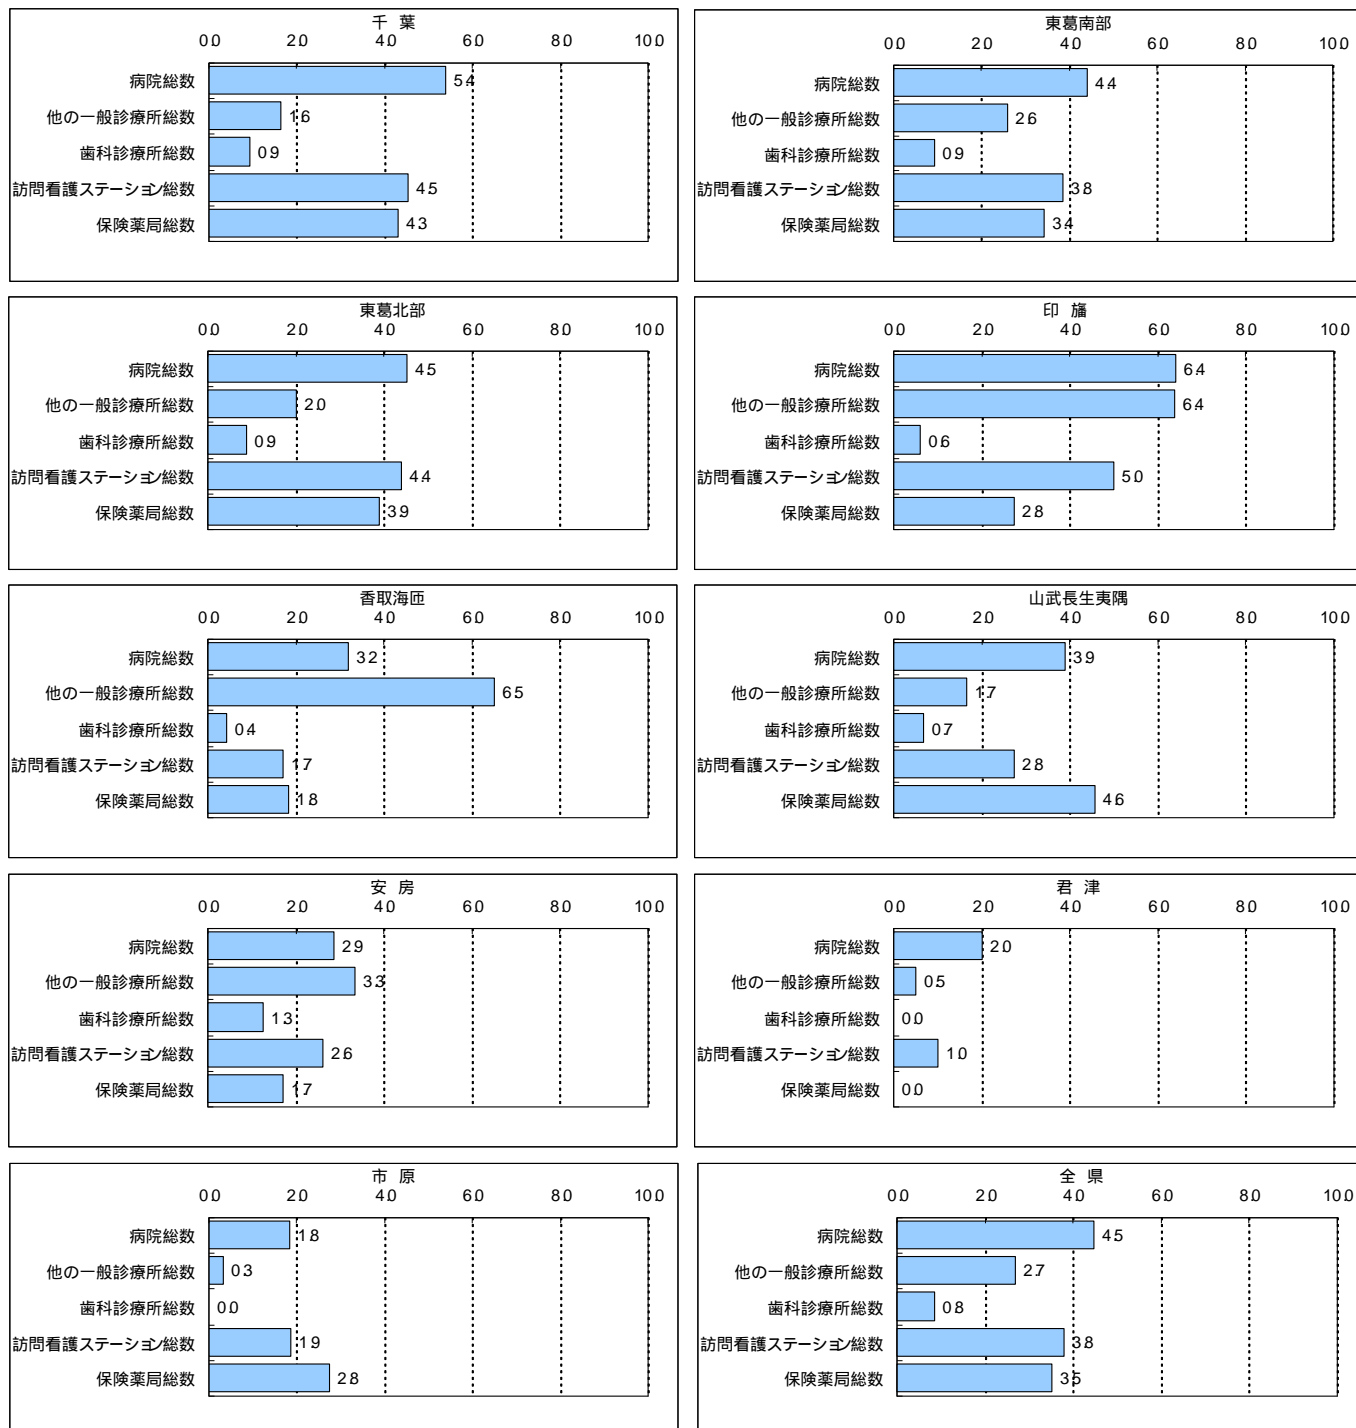 千 葉
0.0 2.0 4.0 6.0 8.0 10.0
病院総数 5.4
他の一般診療所総数 1.6
歯科診療所総数 0.9
訪問看護ステーション総数 4.5
保険薬局総数 4.3
東葛南部
0.0 2.0 4.0 6.0 8.0 10.0
病院総数 4.4
他の一般診療所総数 2.6
歯科診療所総数 0.9
訪問看護ステーション総数 3.8
保険薬局総数 3.4
東葛北部
0.0 2.0 4.0 6.0 8.0 10.0
病院総数 4.5
他の一般診療所総数 2.0
歯科診療所総数 0.9
訪問看護ステーション総数 4.4
保険薬局総数 3.9
印 旛
0.0 2.0 4.0 6.0 8.0 10.0
病院総数 6.4
他の一般診療所総数 6.4
歯科診療所総数 0.6
訪問看護ステーション総数 5.0
保険薬局総数 2.8
香取海匝
0.0 2.0 4.0 6.0 8.0 10.0
病院総数 3.2
他の一般診療所総数 6.5
歯科診療所総数 0.4
訪問看護ステーション総数 1.7
保険薬局総数 1.8
山武長生夷隅
0.0 2.0 4.0 6.0 8.0 10.0
病院総数 3.9
他の一般診療所総数 1.7
歯科診療所総数 0.7
訪問看護ステーション総数 2.8
保険薬局総数 4.6
安 房
0.0 2.0 4.0 6.0 8.0 10.0
病院総数 2.9
他の一般診療所総数 3.3
歯科診療所総数 1.3
訪問看護ステーション総数 2.6
保険薬局総数 1.7
君 津
0.0 2.0 4.0 6.0 8.0 10.0
病院総数 2.0
他の一般診療所総数 0.5
歯科診療所総数 0.0
訪問看護ステーション総数 1.0
保険薬局総数 0.0
市 原
0.0 2.0 4.0 6.0 8.0 10.0
病院総数 1.8
他の一般診療所総数 0.3
歯科診療所総数 0.0
訪問看護ステーション総数 1.9
保険薬局総数 2.8
全 県
0.0 2.0 4.0 6.0 8.0 10.0
病院総数 4.5
他の一般診療所総数 2.7
歯科診療所総数 0.8
訪問看護ステーション総数 3.8
保険薬局総数 3.5